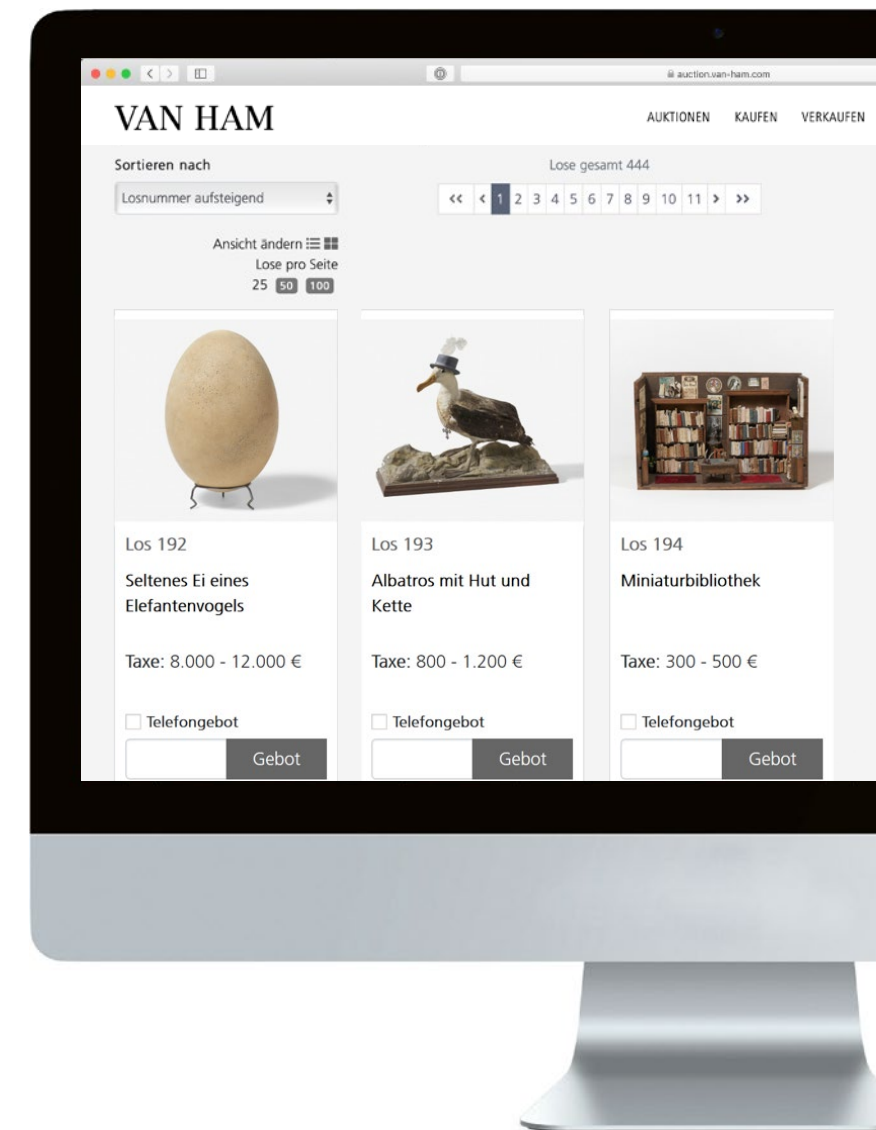 auction.van-ham.com
VAN HAM
AUKTIONEN KAUFEN VERKAUFEN
Sortieren nach
Lose gesamt 444
Losnummer aufsteigend
<< < 1 2 3 4 5 6 7 8 9 10 11 > >>
Ansicht ändern
Lose pro Seite
25 50 100
Los 192
Seltenes Ei eines
Elefantenvogels
Taxe: 8.000 - 12.000 €
Telefongebot
Gebot
Los 193
Albatros mit Hut und
Kette
Taxe: 800 - 1.200 €
Telefongebot
Gebot
Los 194
Miniaturbibliothek
Taxe: 300 - 500 €
Telefongebot
Gebot